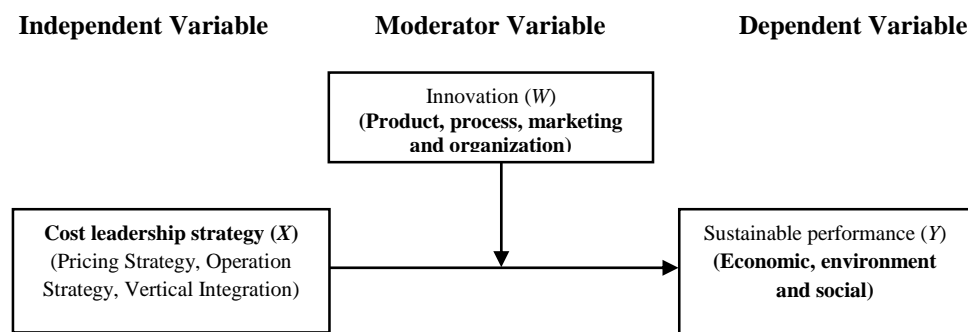 Independent Variable Moderator Variable Dependent Variable
Innovation (W)
(Product, process, marketing
and organization)
Cost leadership strategy (X)
(Pricing Strategy, Operation
Strategy, Vertical Integration)
Sustainable performance (Y)
(Economic, environment
and social)